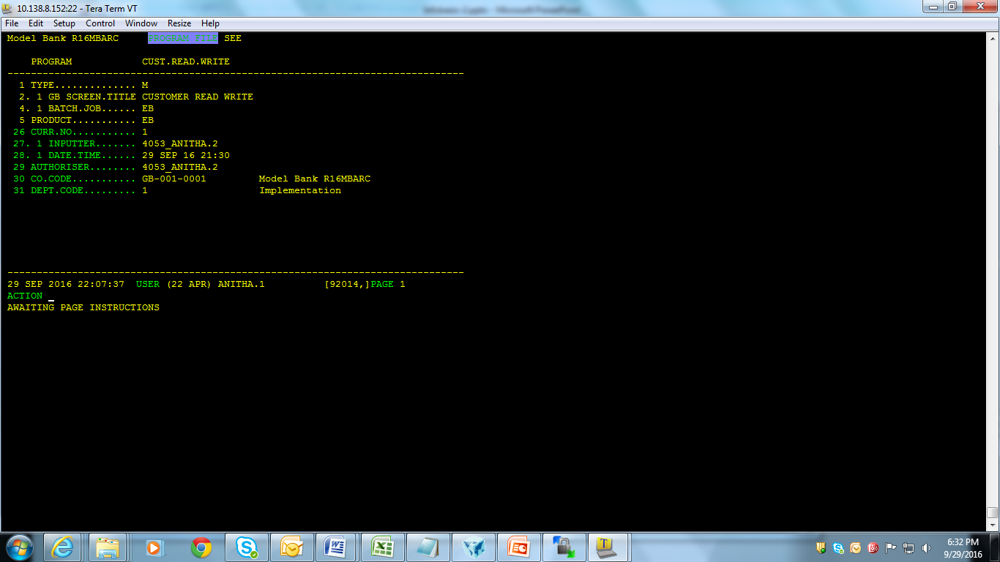 10.138.8.152:22 - Tera Term VT
File Edit Setup Control Window Resize Help
Model Bank R16MBARC PROGRAM FILE SEE
PROGRAM CUST.READ.WRITE
------------------------------------------------------------------------------
1 TYPE.............. M
2. 1 GB SCREEN.TITLE CUSTOMER READ WRITE
4. 1 BATCH.JOB...... EB
5 PRODUCT........... EB
26 CURR.NO........... 1
27. 1 INPUTTER....... 4053_ANITHA.2
28. 1 DATE.TIME...... 29 SEP 16 21:30
29 AUTHORISER........ 4053_ANITHA.2
30 CO.CODE........... GB-001-0001 Model Bank R16MBARC
31 DEPT.CODE......... 1 Implementation
------------------------------------------------------------------------------
29 SEP 2016 22:07:37 USER (22 APR) ANITHA.1 [92014,]PAGE 1
ACTION _
AWAITING PAGE INSTRUCTIONS
6:32 PM
9/29/2016